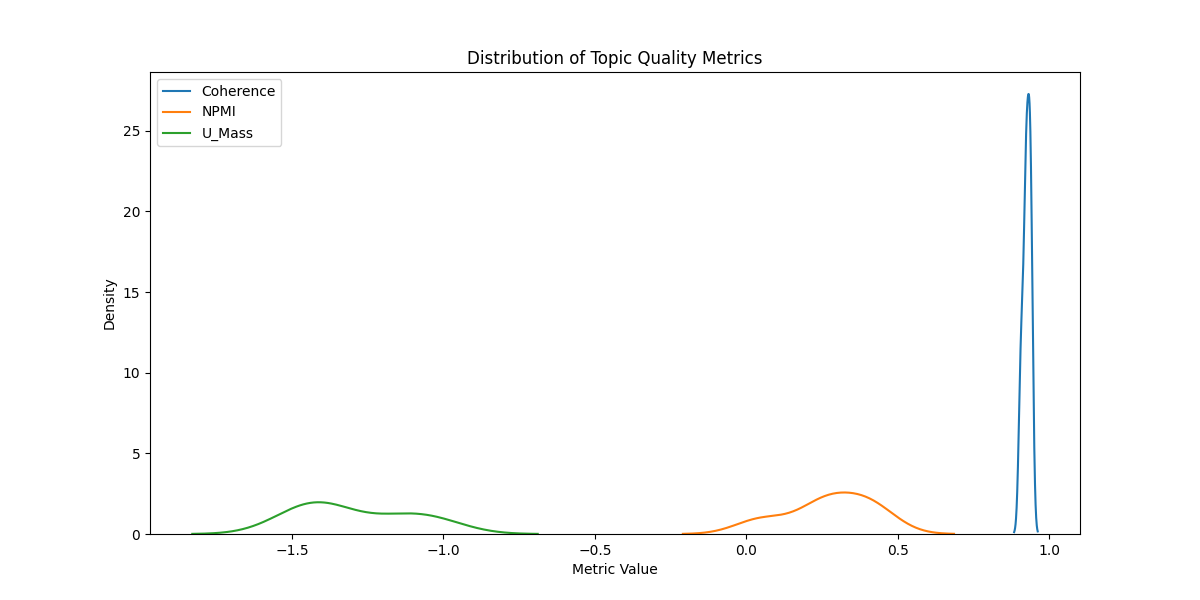 Distribution of Topic Quality Metrics
Coherence
NPMI
U_Mass
25
20
15
10
5
0
Density
−1.5 −1.0 −0.5 0.0 0.5 1.0
Metric Value